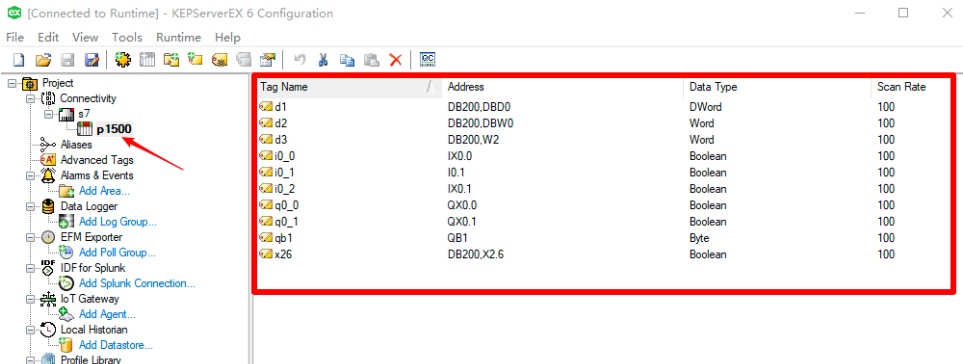 [Connected to Runtime] - KEPServerEX 6 Configuration
File Edit View Tools Runtime Help
Project
Connectivity
s7
p1500
Aliases
Advanced Tags
Alarms & Events
Add Area...
Data Logger
Add Log Group...
EFM Exporter
Add Poll Group...
IDF for Splunk
Add Splunk Connection...
IoT Gateway
Add Agent...
Local Historian
Add Datastore...
Profile Library
Tag Name / Address Data Type Scan Rate
d1 DB200,DBD0 DWord 100
d2 DB200,DBW0 Word 100
d3 DB200,W2 Word 100
i0_0 IX0.0 Boolean 100
i0_1 I0.1 Boolean 100
i0_2 IX0.1 Boolean 100
q0_0 QX0.0 Boolean 100
q0_1 QX0.1 Boolean 100
qb1 QB1 Byte 100
x26 DB200,X2.6 Boolean 100